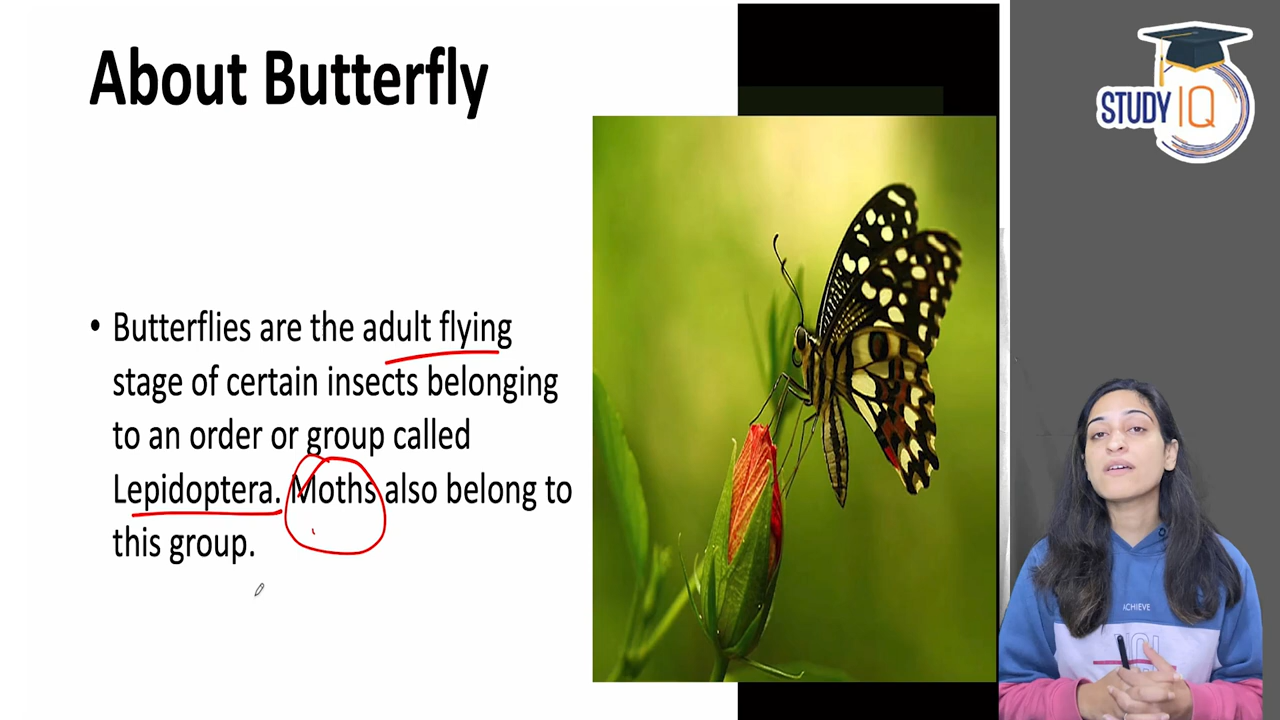 About Butterfly
• Butterflies are the adult flying
stage of certain insects belonging
to an order or group called
Lepidoptera. Moths also belong to
this group.
STUDY IQ
ACHIEVE